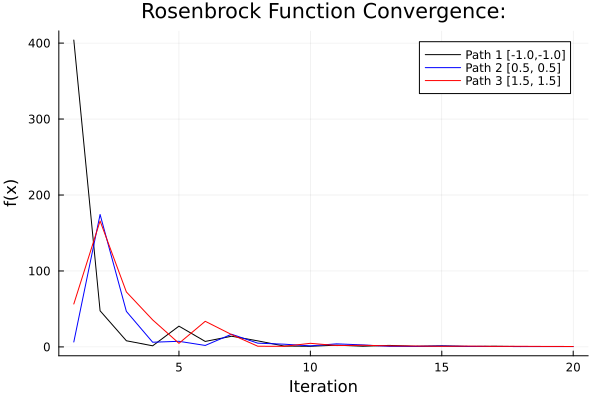 Rosenbrock Function Convergence:
400
300
200
100
0
f(x)
Path 1 [-1.0,-1.0]
Path 2 [0.5, 0.5]
Path 3 [1.5, 1.5]
5 10 15 20
Iteration